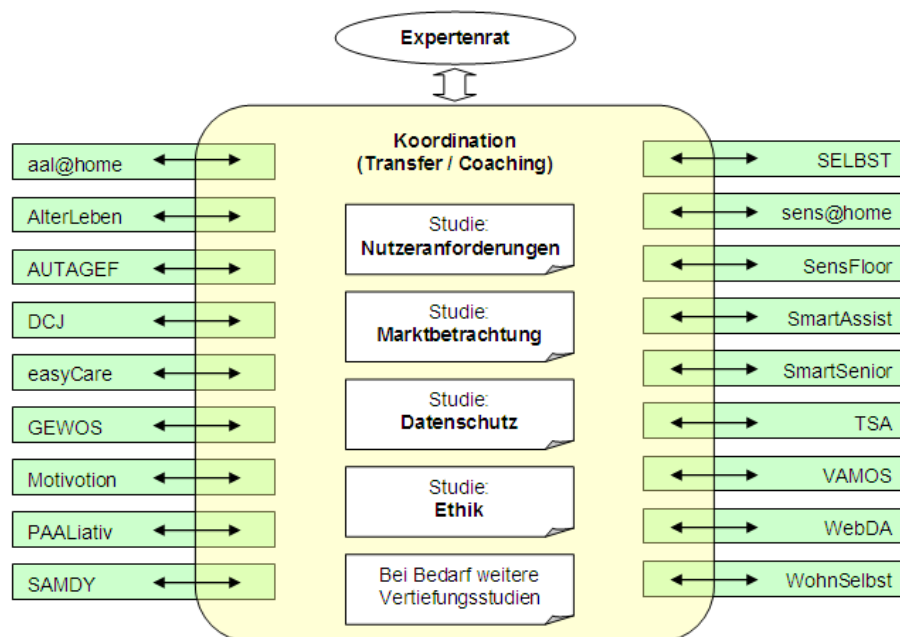 Expertenrat
Koordination
(Transfer / Coaching)
aal@home
AlterLeben
AUTAGEF
DCJ
easyCare
GEWOS
Motivotion
PAALiativ
SAMDY
Studie:
Nutzeranforderungen
Studie:
Marktbetrachtung
Studie:
Datenschutz
Studie:
Ethik
Bei Bedarf weitere
Vertiefungsstudien
SELBST
sens@home
SensFloor
SmartAssist
SmartSenior
TSA
VAMOS
WebDA
WohnSelbst